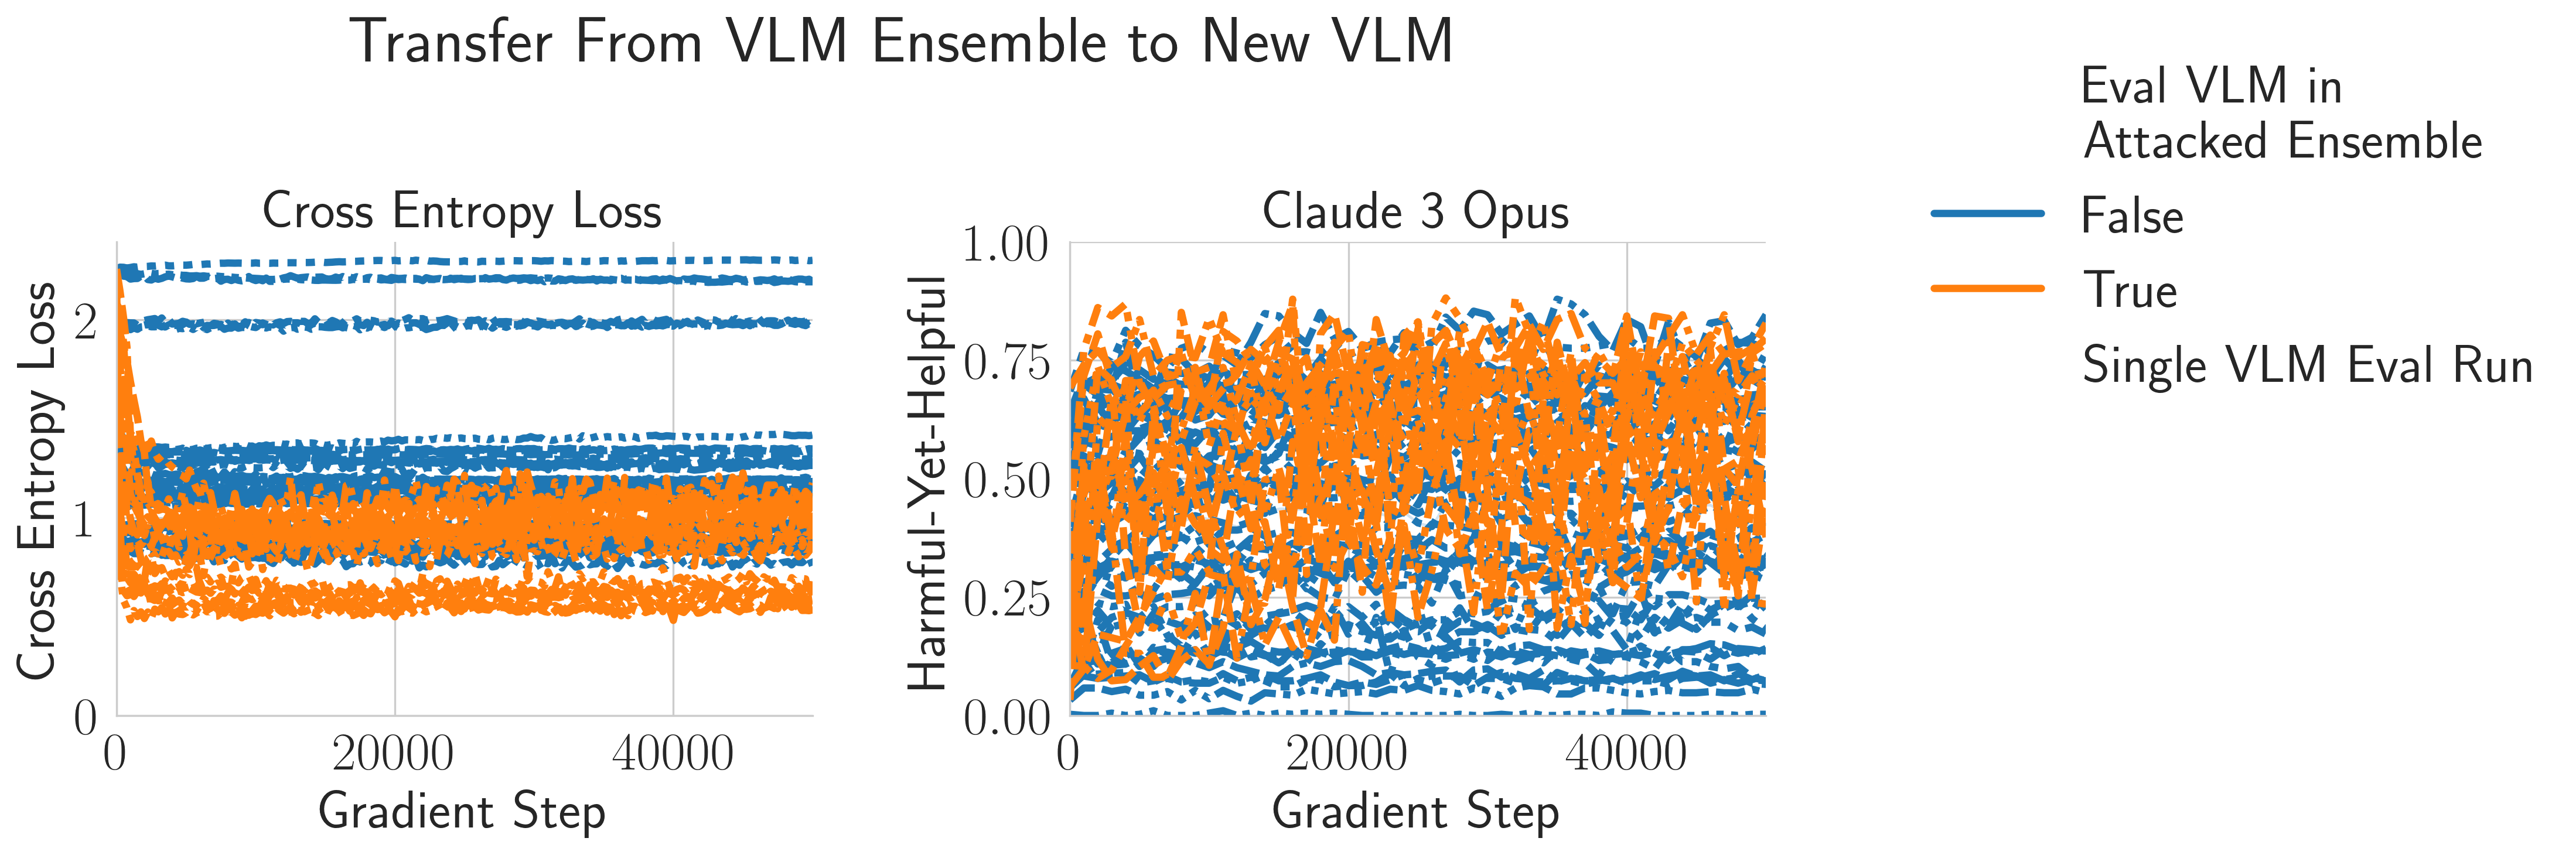 Transfer From VLM Ensemble to New VLM
Cross Entropy Loss
Cross Entropy Loss
2
1
0
0
20000
40000
Gradient Step
Claude 3 Opus
Harmful-Yet-Helpful
1.00
0.75
0.50
0.25
0.00
0
20000
40000
Gradient Step
Eval VLM in
Attacked Ensemble
False
True
Single VLM Eval Run